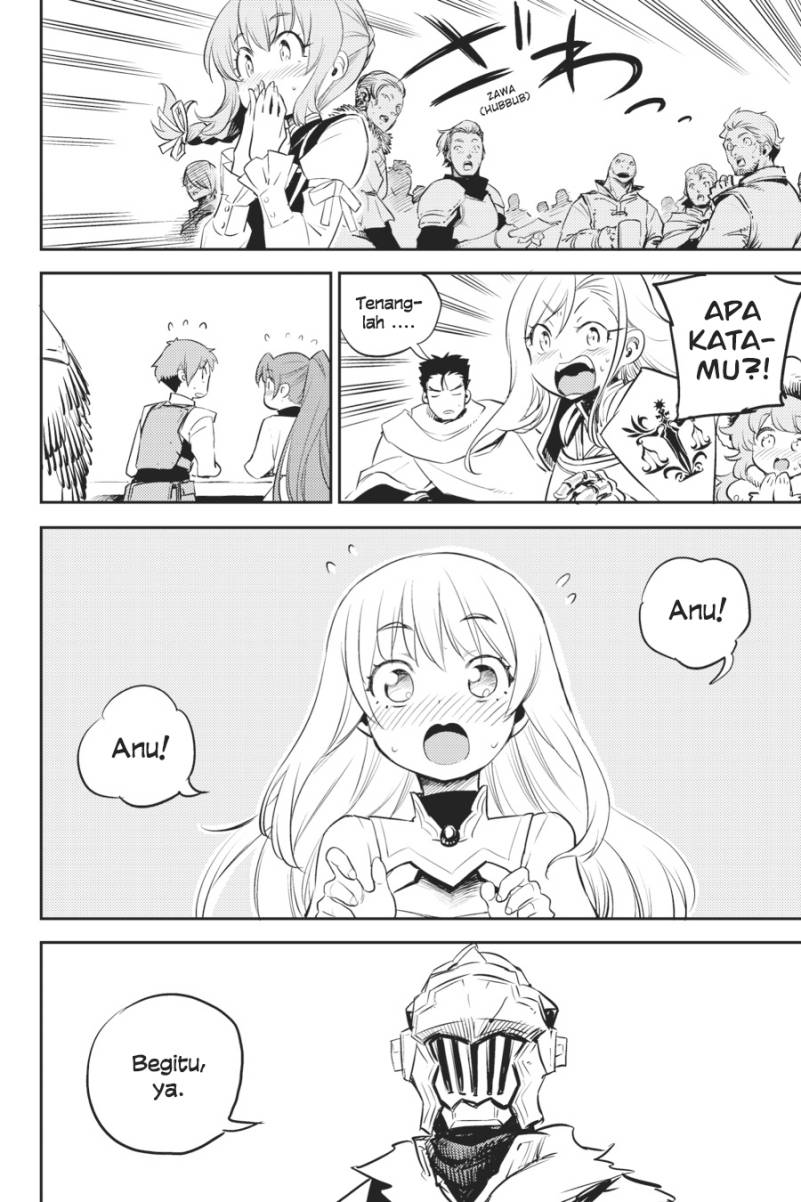 ざわ
ZAWA
(HUBBUB)
APA
KATA-
MU?!
Tenang-
lah ....
Anu!
Anu!
Begitu,
ya.